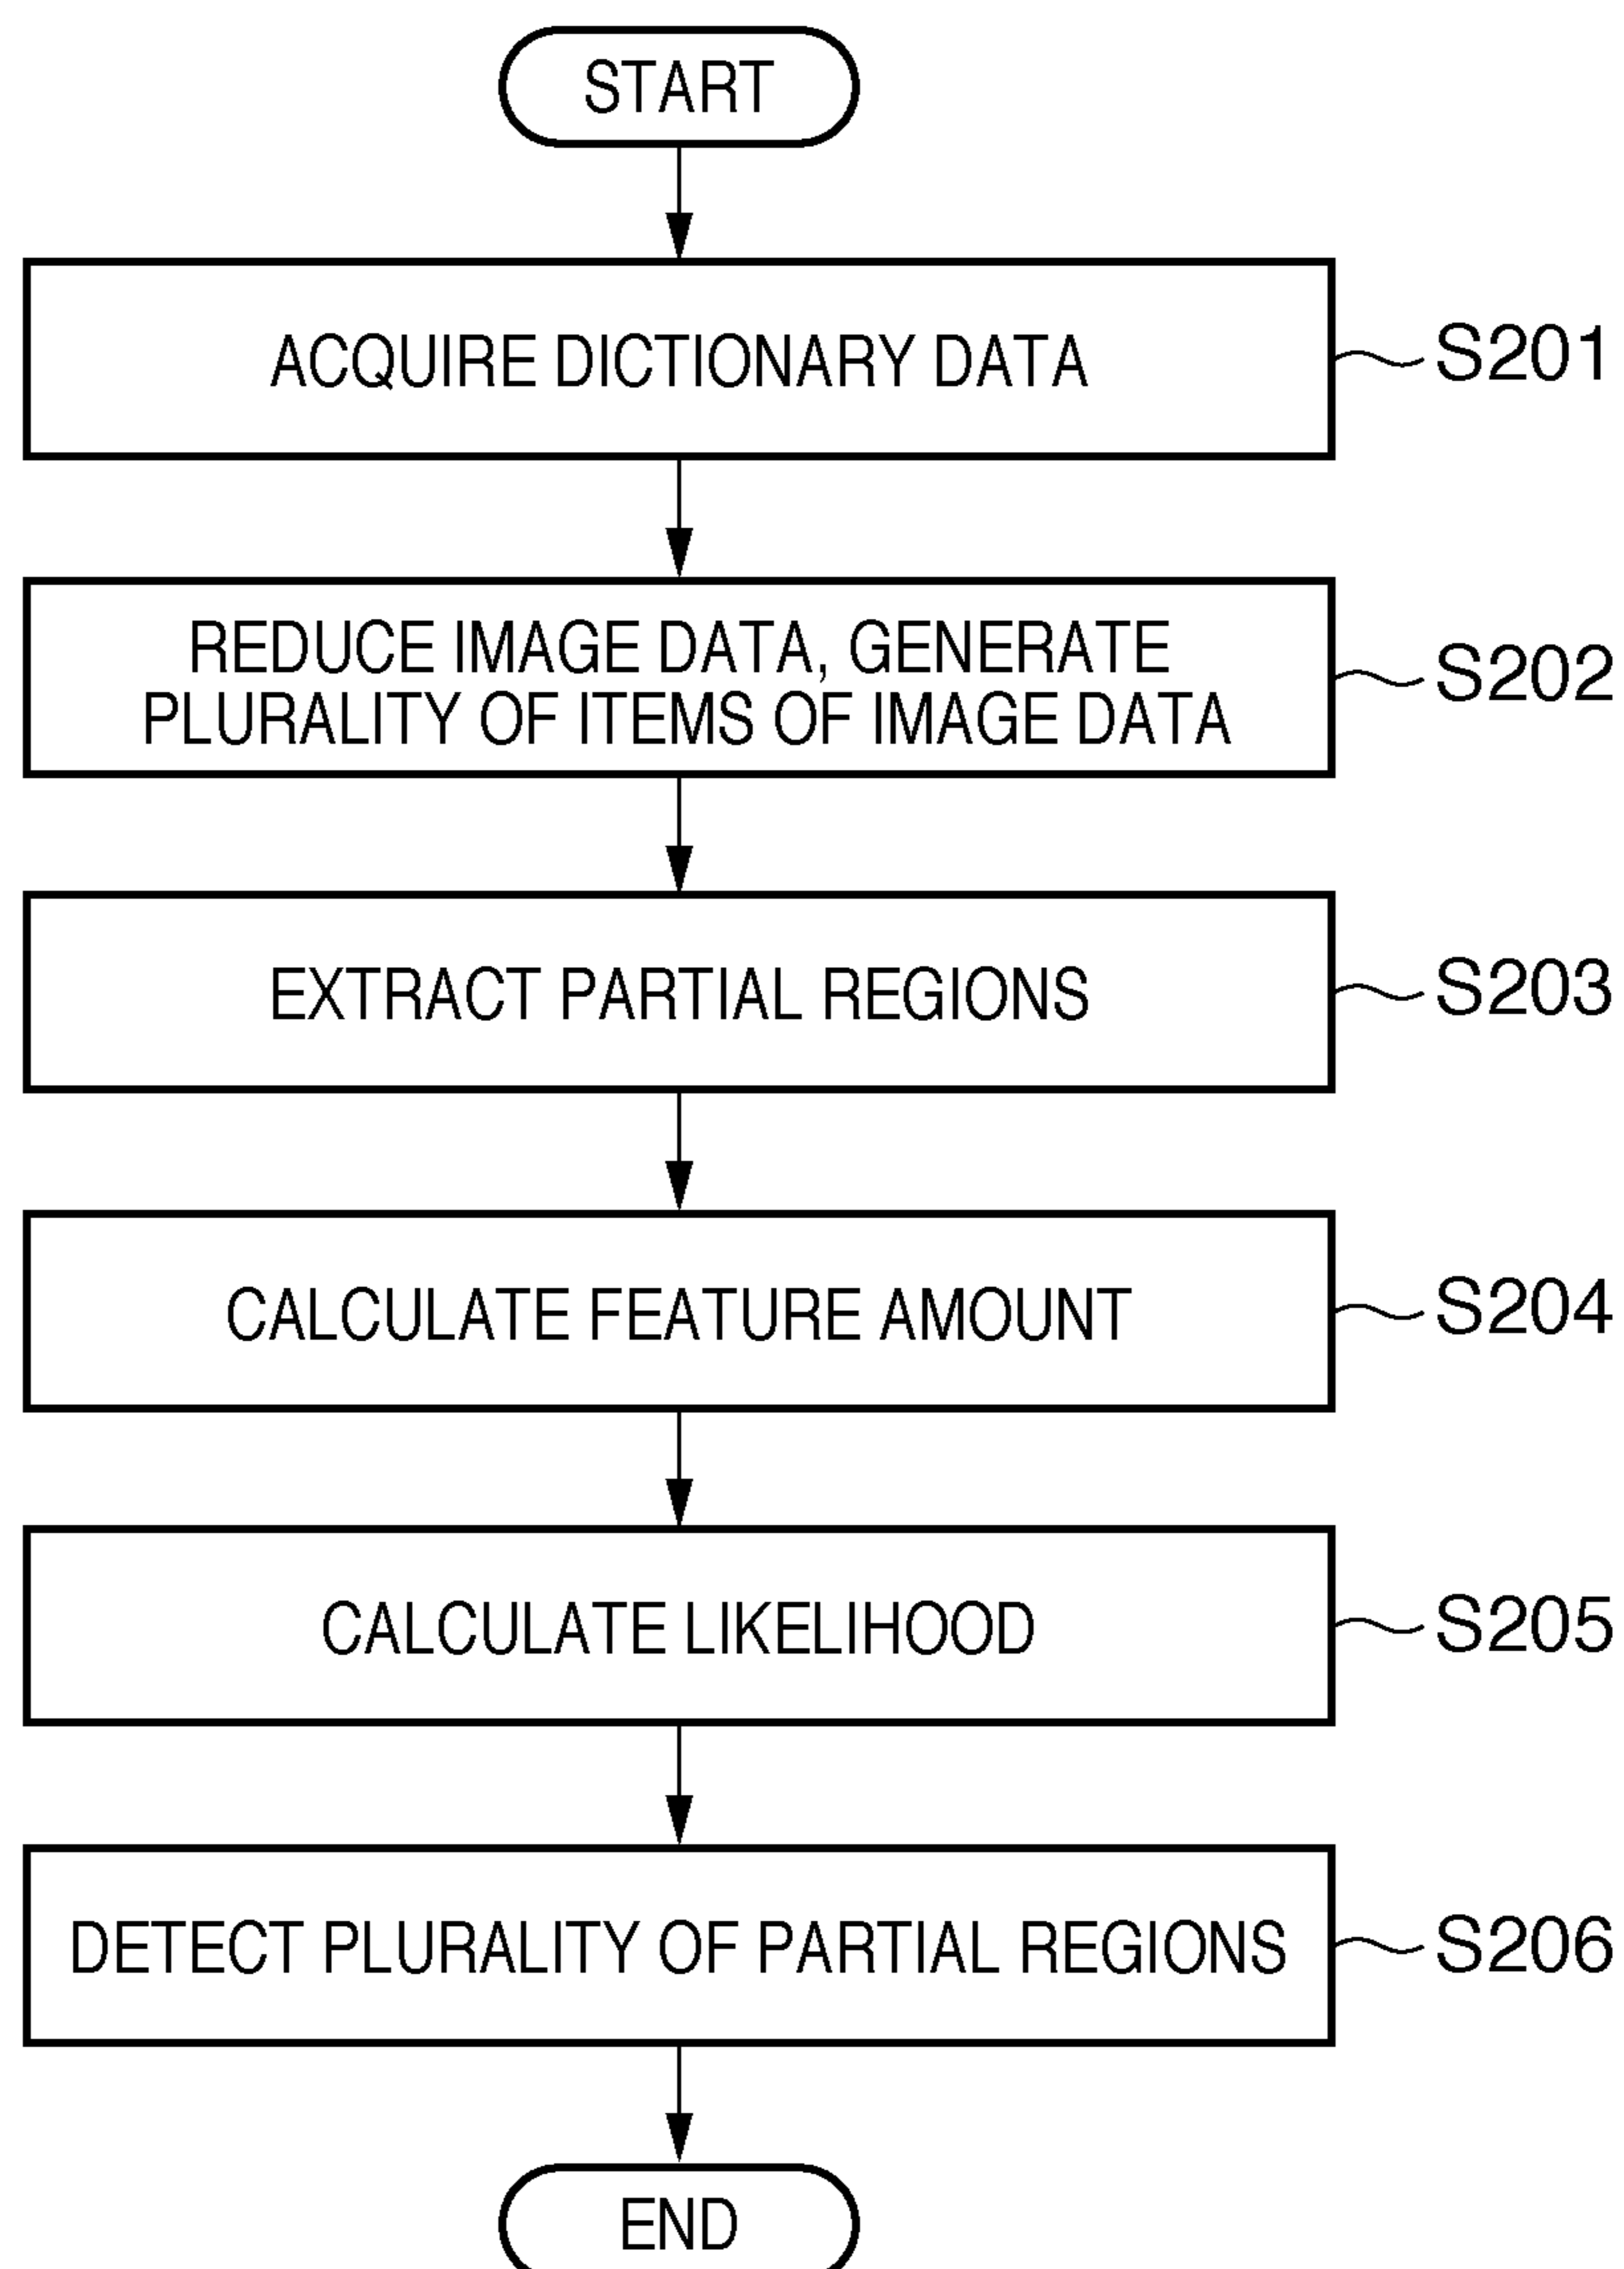 START
ACQUIRE DICTIONARY DATA
S201
REDUCE IMAGE DATA, GENERATE
PLURALITY OF ITEMS OF IMAGE DATA
S202
EXTRACT PARTIAL REGIONS
S203
CALCULATE FEATURE AMOUNT
S204
CALCULATE LIKELIHOOD
S205
DETECT PLURALITY OF PARTIAL REGIONS
S206
END